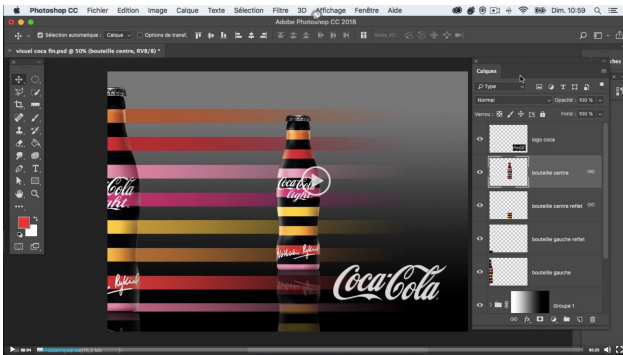 Photoshop CC Fichier Edition Image Calque Texte Sélection Filtre 3D Affichage Fenêtre Aide Dim. 10:59
Adobe Photoshop CC 2018
Sélection automatique : Calque Options de transf. Mode 3D :
× visuel coca fin.psd @ 50% (bouteille centre, RVB/8) *
Calques
Type
Normal Opacité : 100 %
Verrou : Fond : 100 %
logo coca
bouteille centre
bouteille centre reflet
bouteille gauche reflet
bouteille gauche
Groupe 1
Coca-Cola
light
Coca-Cola
light
Coca-Cola